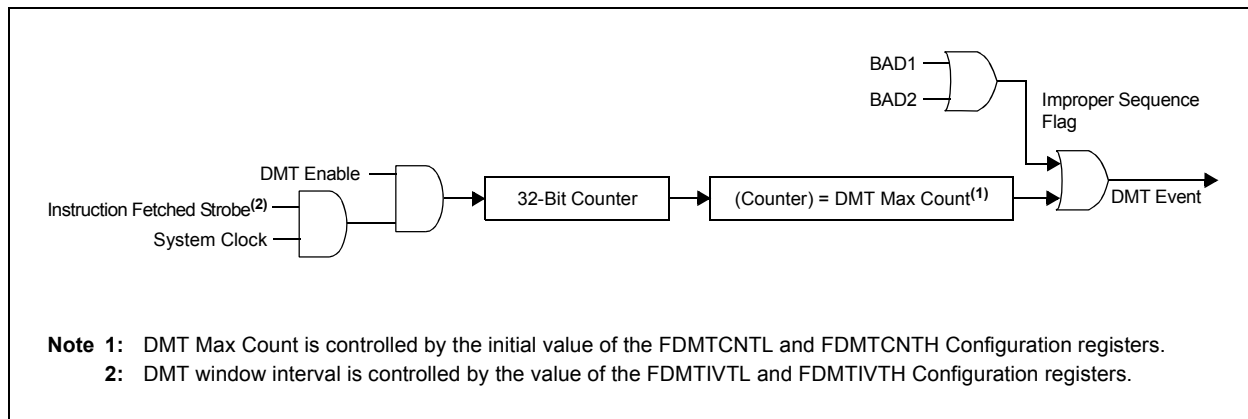 BAD1
BAD2
Improper Sequence
Flag
DMT Enable
Instruction Fetched Strobe(2)
System Clock
32-Bit Counter
(Counter) = DMT Max Count(1)
DMT Event
Note 1: DMT Max Count is controlled by the initial value of the FDMTCNTL and FDMTCNTH Configuration registers.
2: DMT window interval is controlled by the value of the FDMTIVTL and FDMTIVTH Configuration registers.